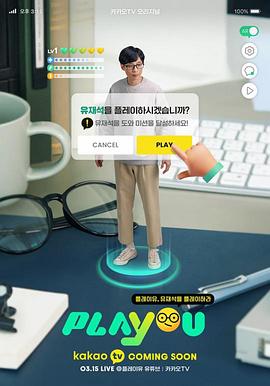 오후 3:15
카카오TV 오리지널
100%
AR
Lv1
유재석을 플레이하시겠습니까?
유재석을 도와 미션을 달성하세요!
CANCEL
PLAY
플레이유, 유재석을 플레이하라
PLAYOU
kakao tv COMING SOON
03.15 LIVE @플레이유 유튜브 | 카카오TV